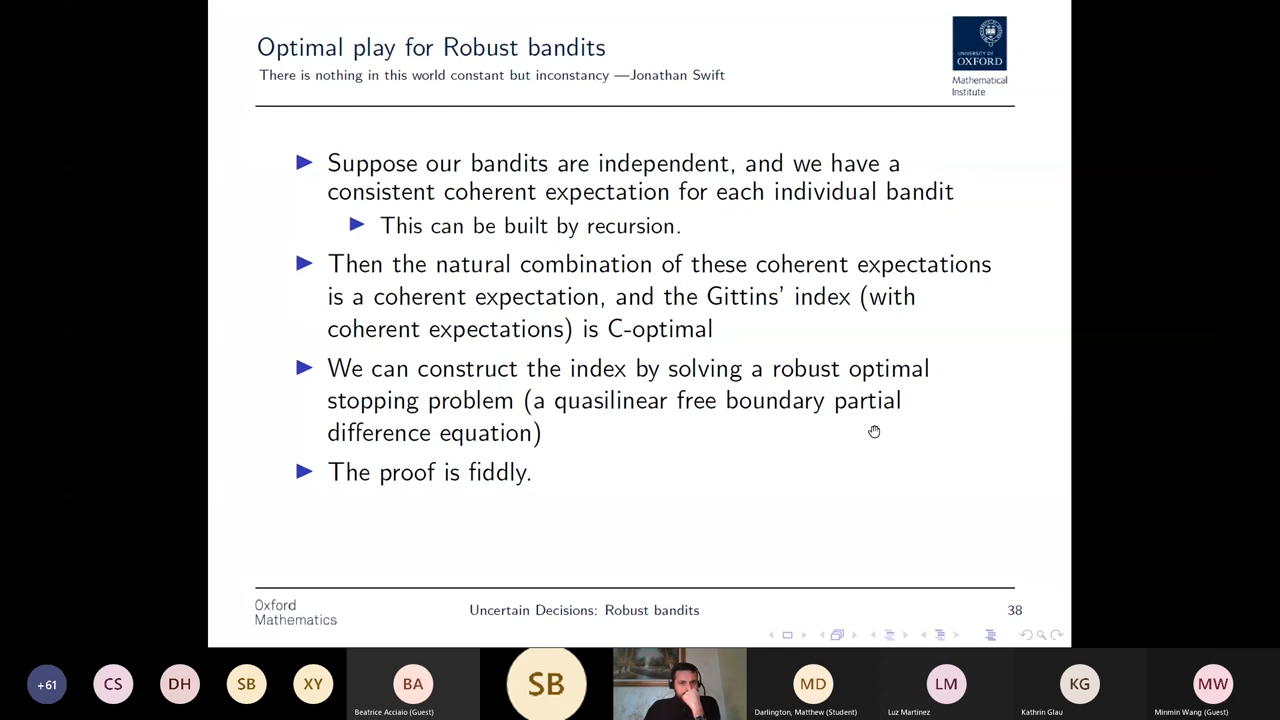 Optimal play for Robust bandits
There is nothing in this world constant but inconstancy —Jonathan Swift
UNIVERSITY OF
OXFORD
Mathematical
Institute
Suppose our bandits are independent, and we have a
consistent coherent expectation for each individual bandit
This can be built by recursion.
Then the natural combination of these coherent expectations
is a coherent expectation, and the Gittins' index (with
coherent expectations) is C-optimal
We can construct the index by solving a robust optimal
stopping problem (a quasilinear free boundary partial
difference equation)
The proof is fiddly.
Oxford
Mathematics
Uncertain Decisions: Robust bandits
38
+61
CS
DH
SB
XY
BA
Beatrice Acciaio (Guest)
SB
MD
Darlington, Matthew (Student)
LM
Luz Martinez
KG
Kathrin Glau
MW
Minmin Wang (Guest)